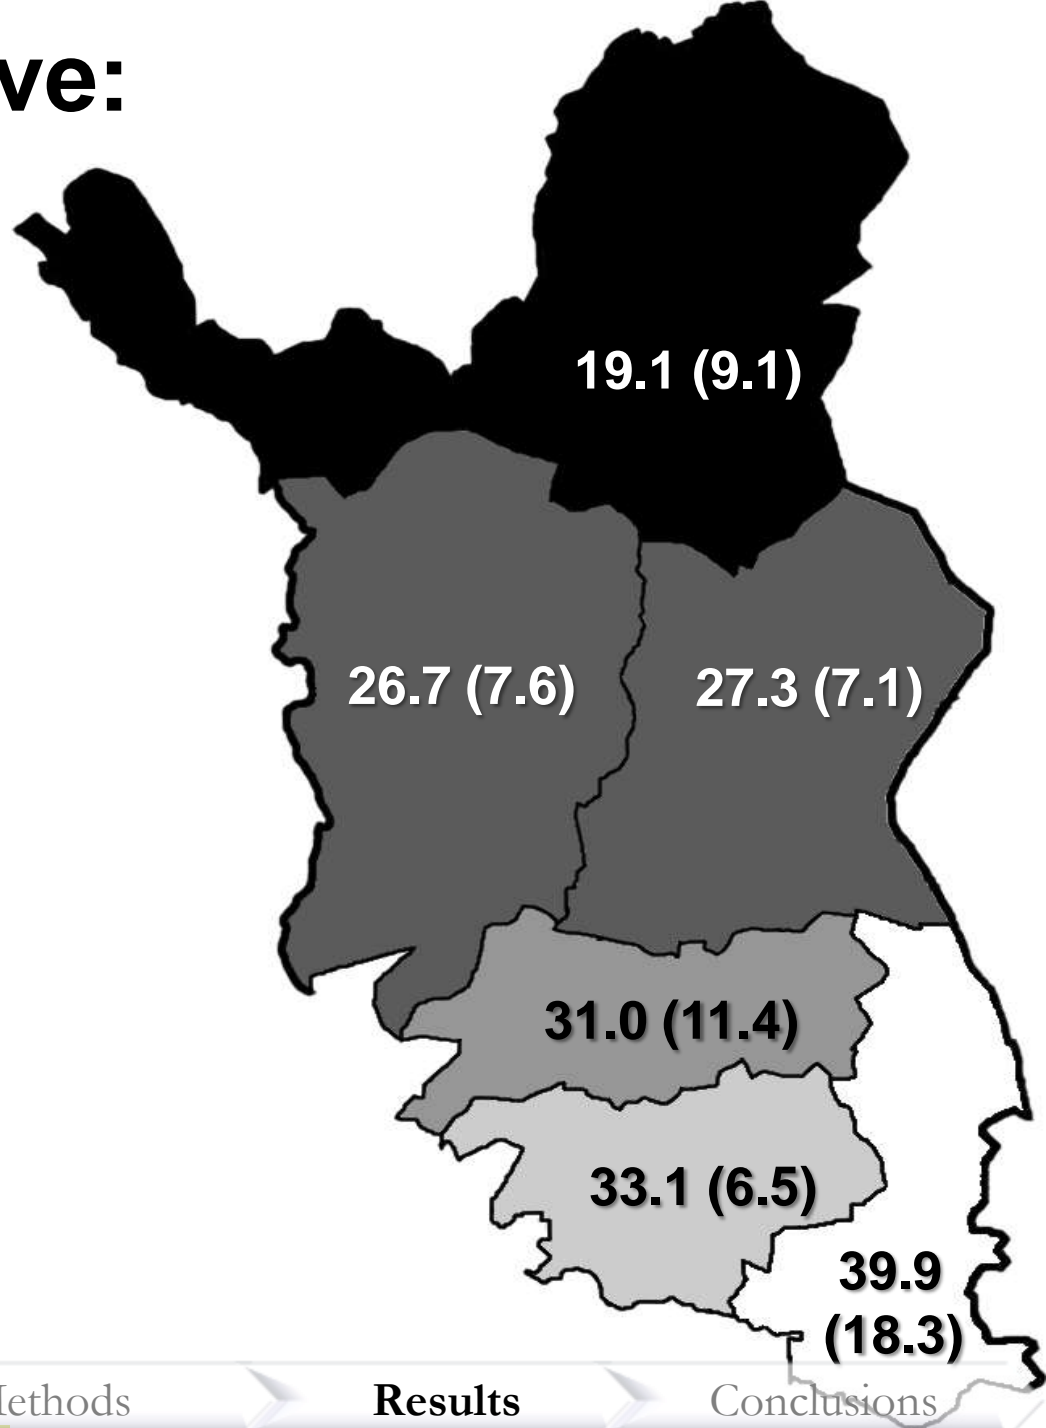 ve:
19.1 (9.1)
26.7 (7.6)
27.3 (7.1)
31.0 (11.4)
33.1 (6.5)
39.9
(18.3)
ethods
Results
Conclusions